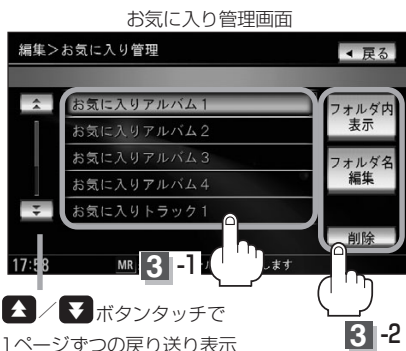 お気に入り管理画面
編集＞お気に入り管理
戻る
お気に入りアルバム1
お気に入りアルバム2
お気に入りアルバム3
お気に入りアルバム4
お気に入りトラック1
フォルダ内
表示
フォルダ名
編集
削除
17:58
MR
します
3-1
3-2
／ ボタンタッチで
1ページずつの戻り送り表示